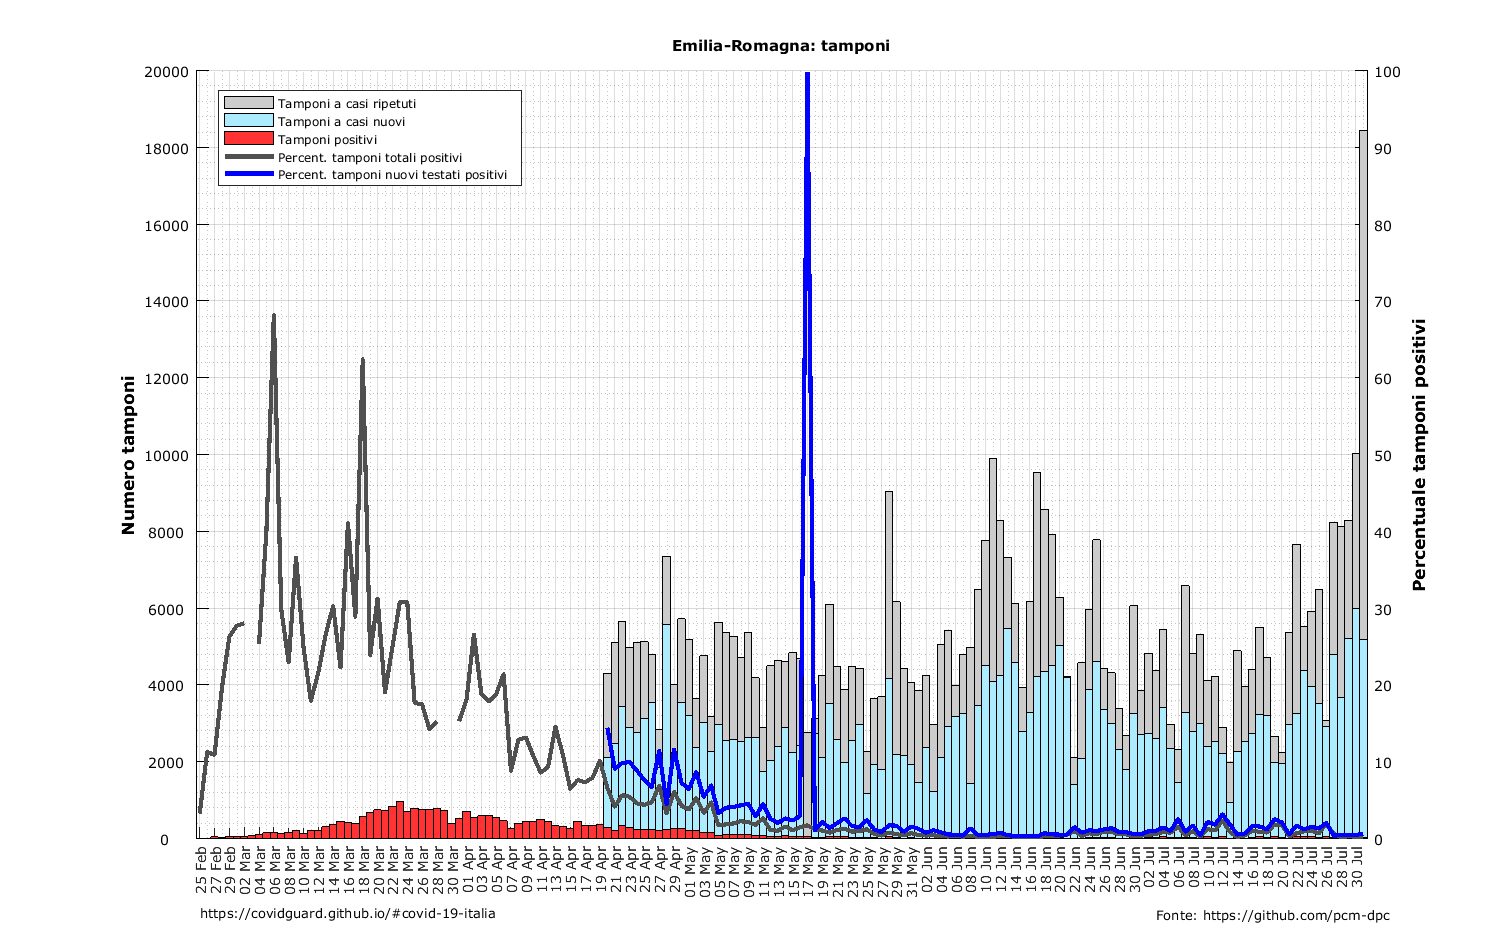 Emilia-Romagna: tamponi
Tamponi a casi ripetuti
Tamponi a casi nuovi
Tamponi positivi
Percent. tamponi totali positivi
Percent. tamponi nuovi testati positivi
Numero tamponi
20000
18000
16000
14000
12000
10000
8000
6000
4000
2000
0
Percentuale tamponi positivi
100
90
80
70
60
50
40
30
20
10
0
25 Feb
27 Feb
29 Feb
02 Mar
04 Mar
06 Mar
08 Mar
10 Mar
12 Mar
14 Mar
16 Mar
18 Mar
20 Mar
22 Mar
24 Mar
26 Mar
28 Mar
30 Mar
01 Apr
03 Apr
05 Apr
07 Apr
09 Apr
11 Apr
13 Apr
15 Apr
17 Apr
19 Apr
21 Apr
23 Apr
25 Apr
27 Apr
29 Apr
01 May
03 May
05 May
07 May
09 May
11 May
13 May
15 May
17 May
19 May
21 May
23 May
25 May
27 May
29 May
31 May
02 Jun
04 Jun
06 Jun
08 Jun
10 Jun
12 Jun
14 Jun
16 Jun
18 Jun
20 Jun
22 Jun
24 Jun
26 Jun
28 Jun
30 Jun
02 Jul
04 Jul
06 Jul
08 Jul
10 Jul
12 Jul
14 Jul
16 Jul
18 Jul
20 Jul
22 Jul
24 Jul
26 Jul
28 Jul
30 Jul
https://covidguard.github.io/#covid-19-italia
Fonte: https://github.com/pcm-dpc